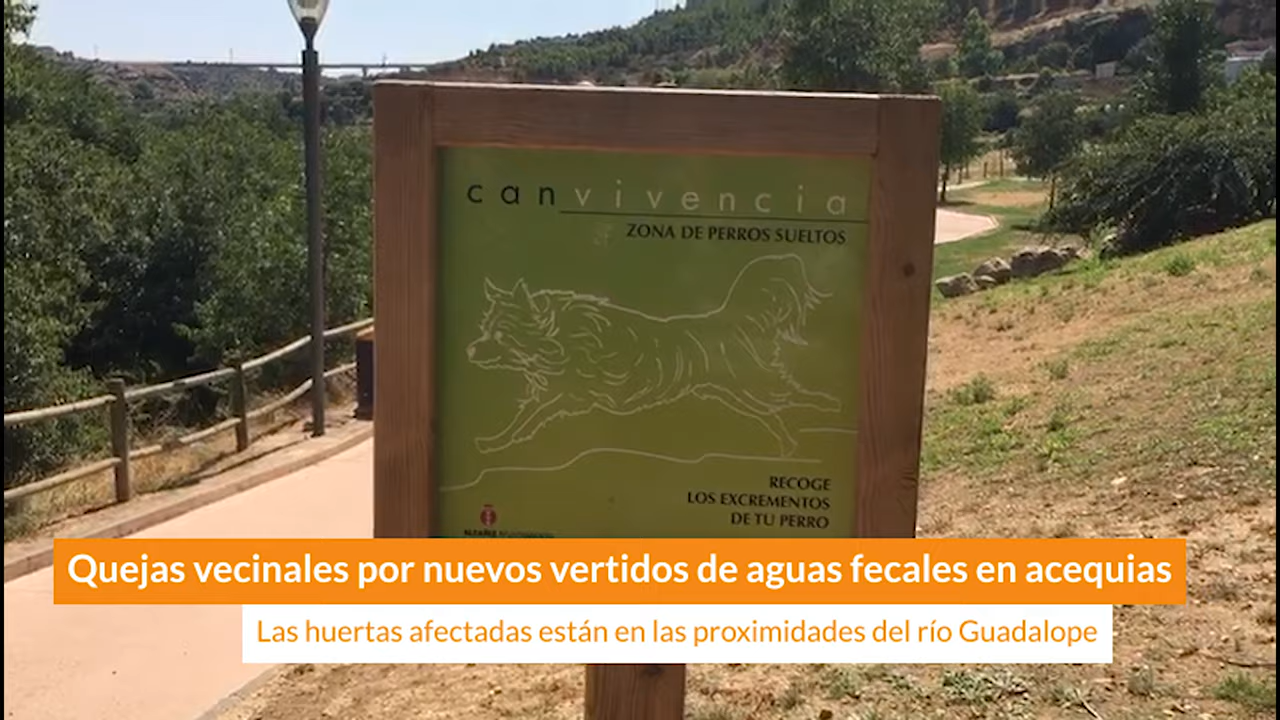 canvivencia
ZONA DE PERROS SUELTOS
RECOGE
LOS EXCREMENTOS
DE TU PERRO
Quejas vecinales por nuevos vertidos de aguas fecales en acequias
Las huertas afectadas están en las proximidades del río Guadalope